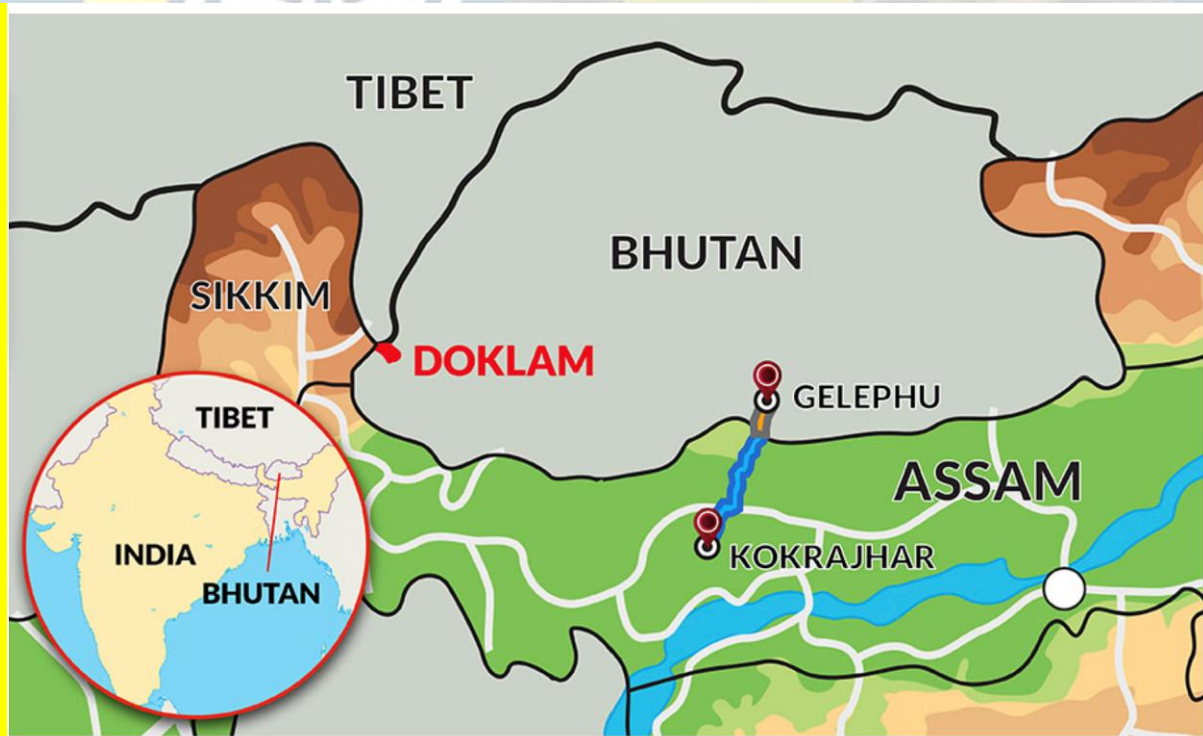 TIBET
BHUTAN
SIKKIM
DOKLAM
GELEPHU
ASSAM
KOKRAJHAR
TIBET
INDIA
BHUTAN